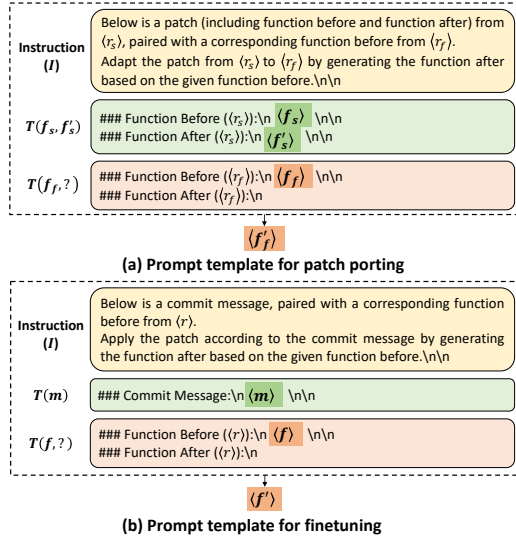 Instruction
(I)
Below is a patch (including function before and function after) from
⟨r_s⟩, paired with a corresponding function before from ⟨r_f⟩.
Adapt the patch from ⟨r_s⟩ to ⟨r_f⟩ by generating the function after
based on the given function before.\n\n
T(f_s, f'_s)
### Function Before (⟨r_s⟩):\n ⟨f_s⟩ \n\n
### Function After (⟨r_s⟩):\n ⟨f'_s⟩ \n\n
T(f_f, ?)
### Function Before (⟨r_f⟩):\n ⟨f_f⟩ \n\n
### Function After (⟨r_f⟩):\n
⟨f'_f⟩
(a) Prompt template for patch porting
Instruction
(I)
Below is a commit message, paired with a corresponding function
before from ⟨r⟩.
Apply the patch according to the commit message by generating
the function after based on the given function before.\n\n
T(m)
### Commit Message:\n ⟨m⟩ \n\n
T(f, ?)
### Function Before (⟨r⟩):\n ⟨f⟩ \n\n
### Function After (⟨r⟩):\n
⟨f'⟩
(b) Prompt template for finetuning